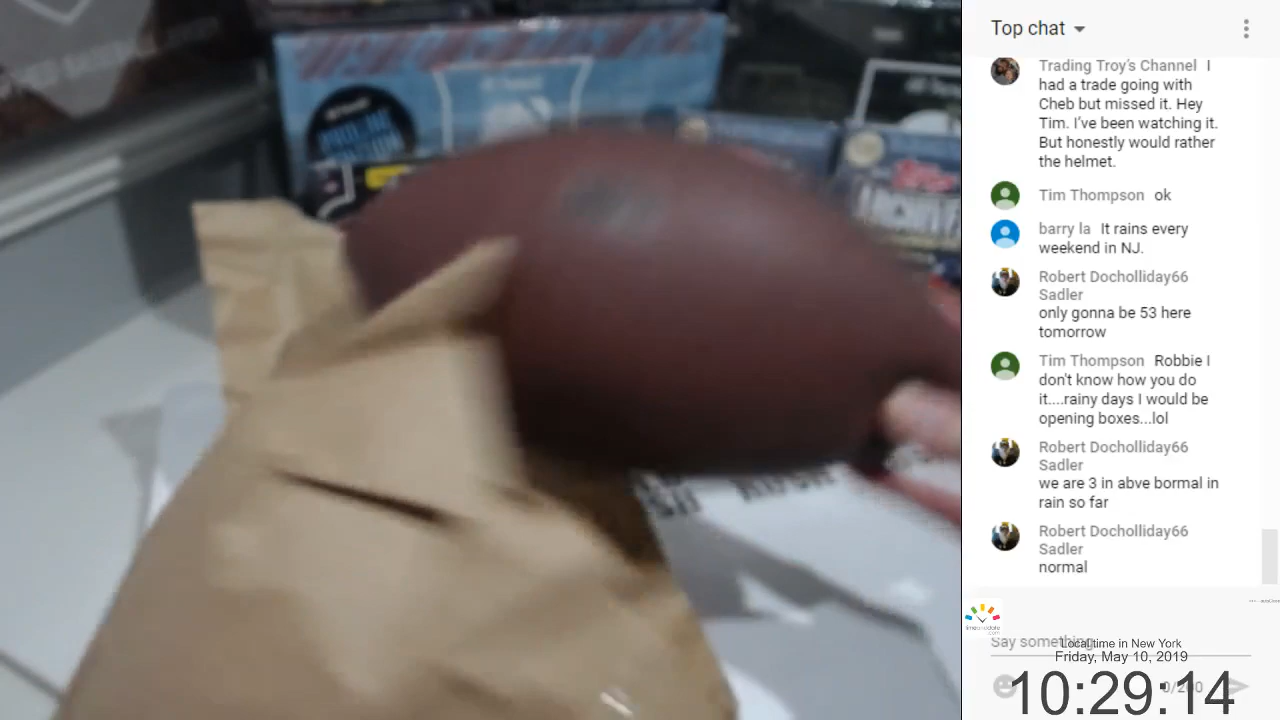 Top chat
Trading Troy's Channel I
had a trade going with
Cheb but missed it. Hey
Tim. I've been watching it.
But honestly would rather
the helmet.
Tim Thompson ok
barry la It rains every
weekend in NJ.
Robert Docholliday66
Sadler
only gonna be 53 here
tomorrow
Tim Thompson Robbie I
don't know how you do
it....rainy days I would be
opening boxes...lol
Robert Docholliday66
Sadler
we are 3 in abve bormal in
rain so far
Robert Docholliday66
Sadler
normal
Say something...
Local time in New York
Friday, May 10, 2019
10:29:14
Topps